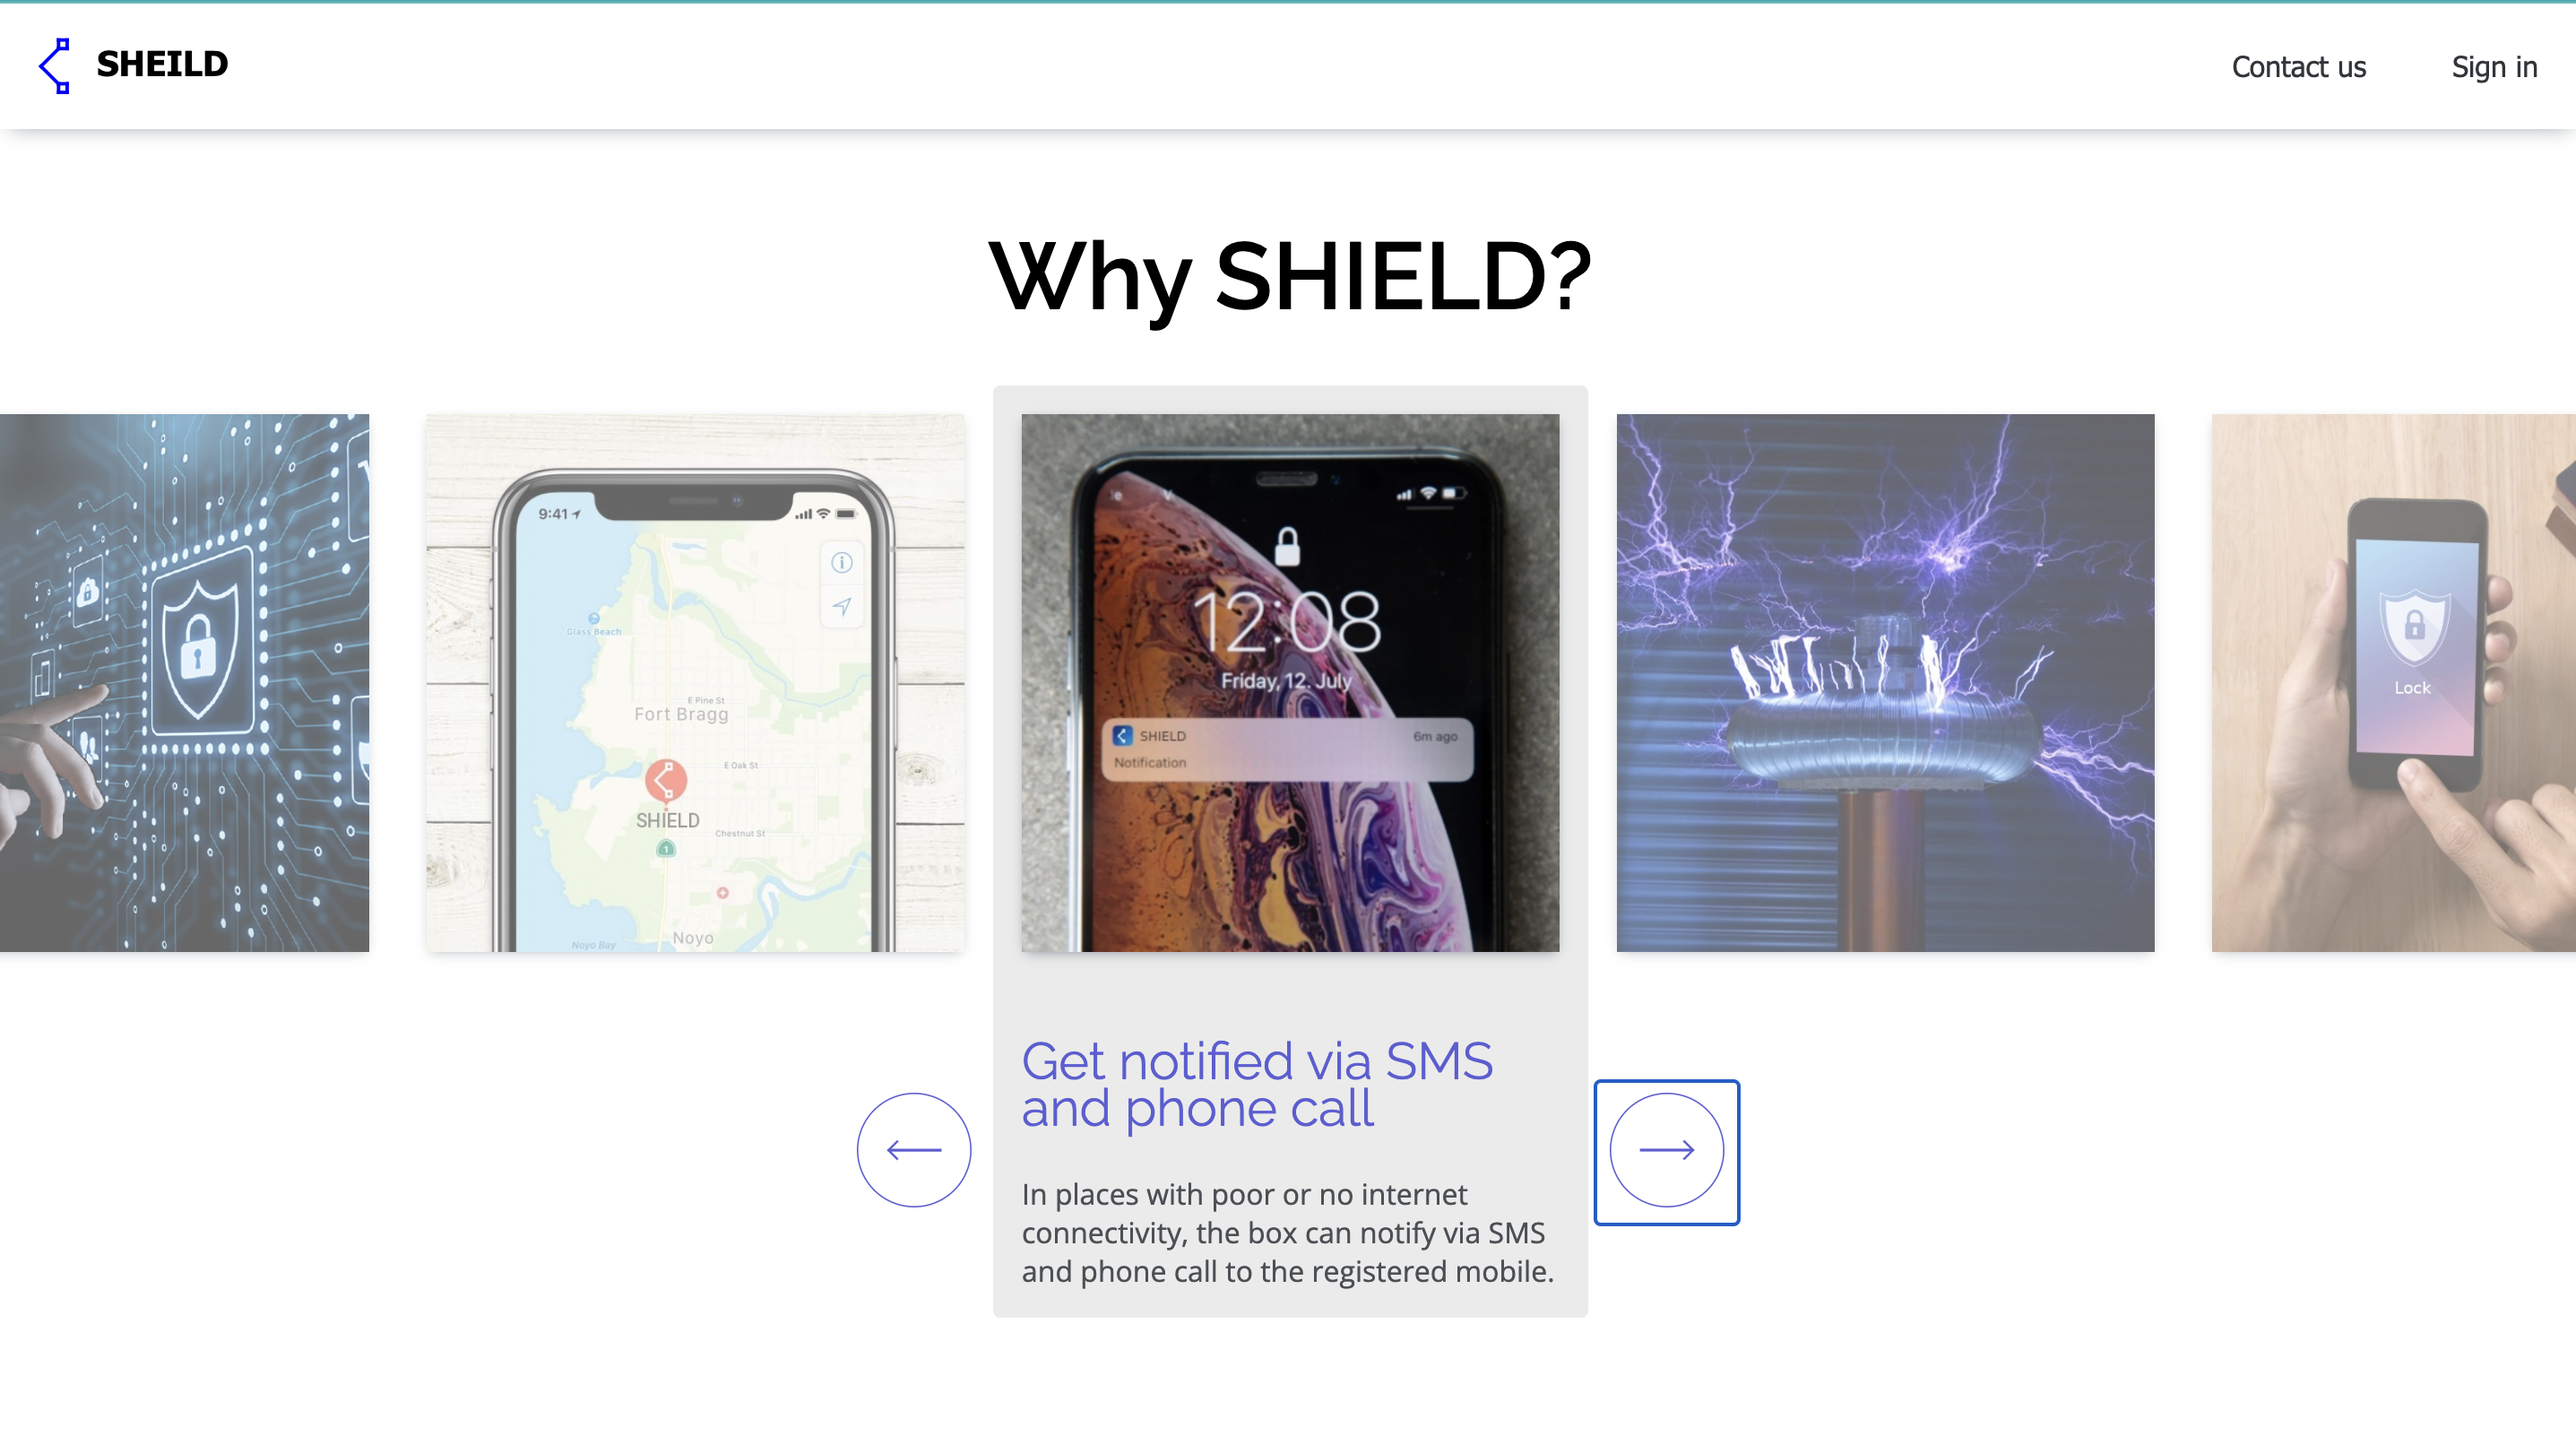 SHEILD
Contact us
Sign in
Why SHIELD?
9:41
Glass Beach
E Pine St
Fort Bragg
E Oak St
SHIELD
Chestnut St
1
Noyo Bay
Noyo
12:08
Friday, 12. July
SHIELD
6m ago
Notification
Lock
Get notified via SMS
and phone call
In places with poor or no internet
connectivity, the box can notify via SMS
and phone call to the registered mobile.